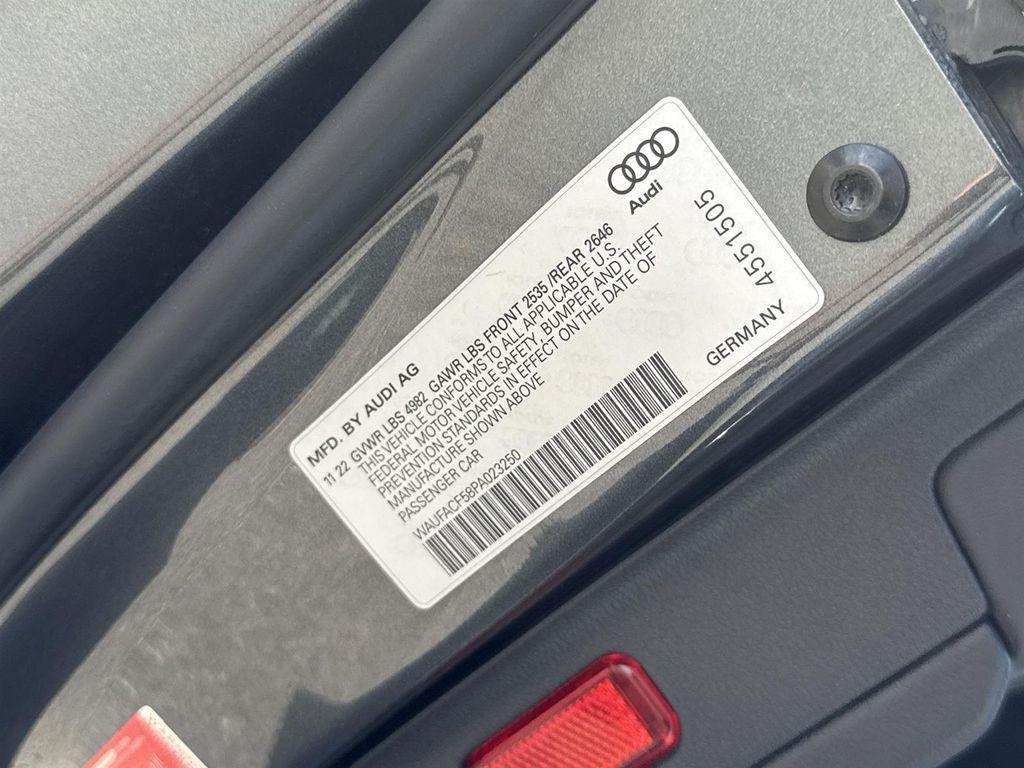 Audi
MFD. BY AUDI AG
11 22 GVWR LBS 4982 GAWR LBS FRONT 2535 /REAR 2646
THIS VEHICLE CONFORMS TO ALL APPLICABLE U.S.
FEDERAL MOTOR VEHICLE SAFETY, BUMPER AND THEFT
PREVENTION STANDARDS IN EFFECT ON THE DATE OF
MANUFACTURE SHOWN ABOVE
PASSENGER CAR
WAUFACF58PA023250
4551505
GERMANY